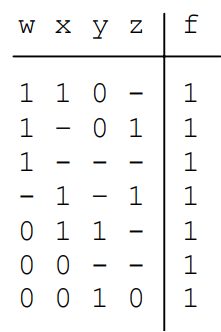 w x y z f
1 1 0 - 1
1 - 0 1 1
1 - - - 1
- 1 - 1 1
0 1 1 - 1
0 0 - - 1
0 0 1 0 1